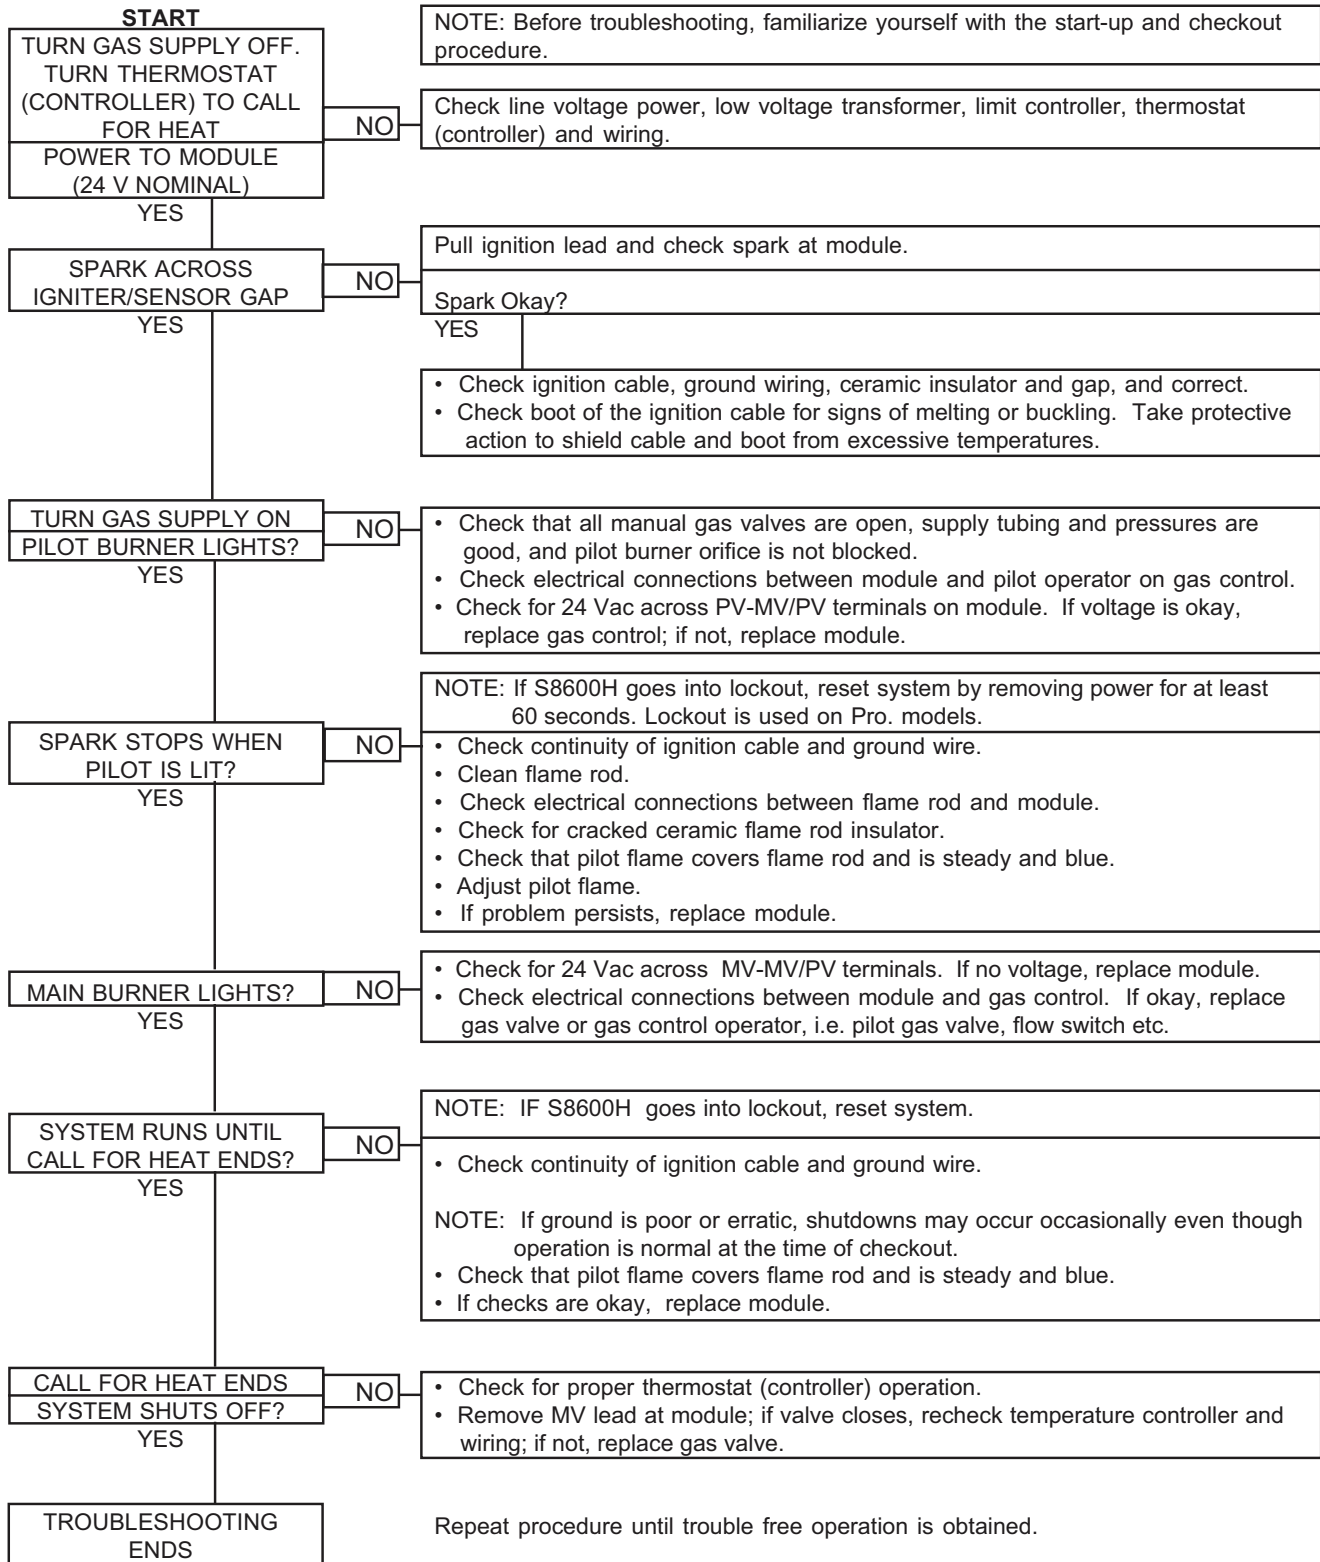 START
TURN GAS SUPPLY OFF.
TURN THERMOSTAT
(CONTROLLER) TO CALL
FOR HEAT
POWER TO MODULE
(24 V NOMINAL)
YES
NO
NOTE: Before troubleshooting, familiarize yourself with the start-up and checkout
procedure.
Check line voltage power, low voltage transformer, limit controller, thermostat
(controller) and wiring.
SPARK ACROSS
IGNITER/SENSOR GAP
YES
NO
Pull ignition lead and check spark at module.
Spark Okay?
YES
• Check ignition cable, ground wiring, ceramic insulator and gap, and correct.
• Check boot of the ignition cable for signs of melting or buckling. Take protective
action to shield cable and boot from excessive temperatures.
TURN GAS SUPPLY ON
PILOT BURNER LIGHTS?
YES
NO
• Check that all manual gas valves are open, supply tubing and pressures are
good, and pilot burner orifice is not blocked.
• Check electrical connections between module and pilot operator on gas control.
• Check for 24 Vac across PV-MV/PV terminals on module. If voltage is okay,
replace gas control; if not, replace module.
SPARK STOPS WHEN
PILOT IS LIT?
YES
NO
NOTE: If S8600H goes into lockout, reset system by removing power for at least
60 seconds. Lockout is used on Pro. models.
• Check continuity of ignition cable and ground wire.
• Clean flame rod.
• Check electrical connections between flame rod and module.
• Check for cracked ceramic flame rod insulator.
• Check that pilot flame covers flame rod and is steady and blue.
• Adjust pilot flame.
• If problem persists, replace module.
MAIN BURNER LIGHTS?
YES
NO
• Check for 24 Vac across MV-MV/PV terminals. If no voltage, replace module.
• Check electrical connections between module and gas control. If okay, replace
gas valve or gas control operator, i.e. pilot gas valve, flow switch etc.
SYSTEM RUNS UNTIL
CALL FOR HEAT ENDS?
YES
NO
NOTE: IF S8600H goes into lockout, reset system.
• Check continuity of ignition cable and ground wire.
NOTE: If ground is poor or erratic, shutdowns may occur occasionally even though
operation is normal at the time of checkout.
• Check that pilot flame covers flame rod and is steady and blue.
• If checks are okay, replace module.
CALL FOR HEAT ENDS
SYSTEM SHUTS OFF?
YES
NO
• Check for proper thermostat (controller) operation.
• Remove MV lead at module; if valve closes, recheck temperature controller and
wiring; if not, replace gas valve.
TROUBLESHOOTING
ENDS
Repeat procedure until trouble free operation is obtained.